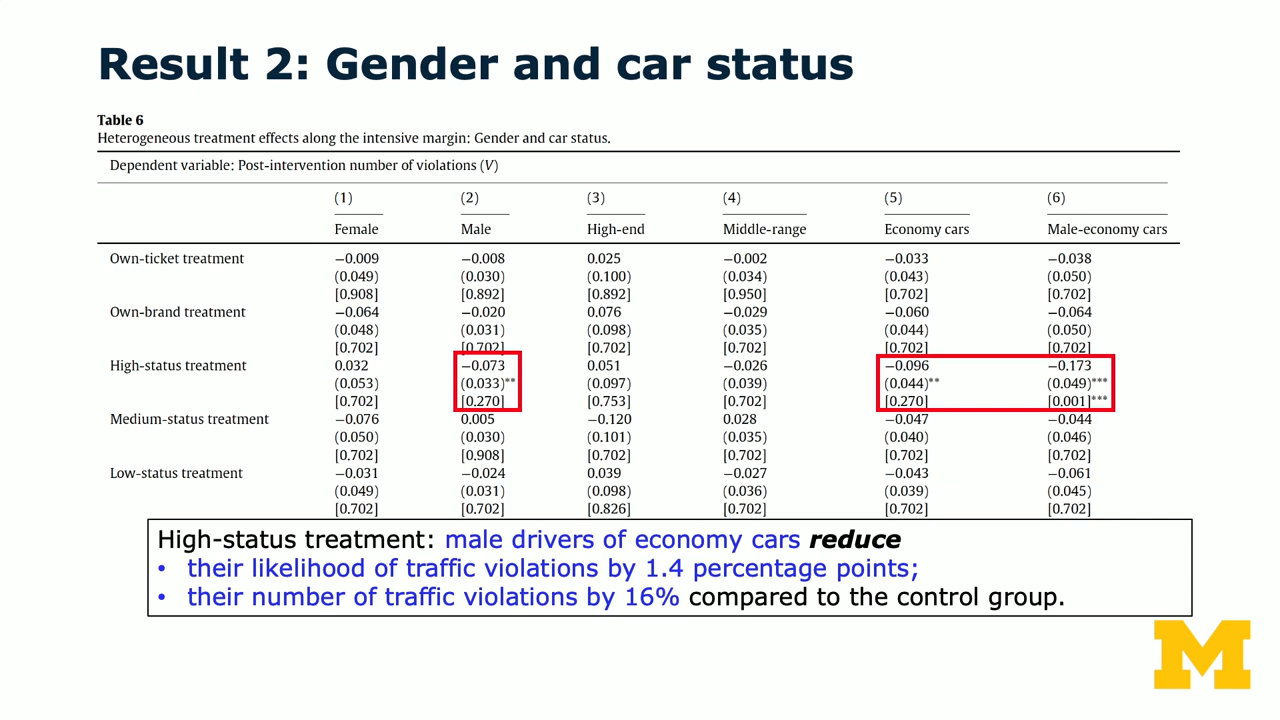 Result 2: Gender and car status
Table 6
Heterogeneous treatment effects along the intensive margin: Gender and car status.
Dependent variable: Post-intervention number of violations (V)
(1) (2) (3) (4) (5) (6)
Female Male High-end Middle-range Economy cars Male-economy cars
Own-ticket treatment −0.009 −0.008 0.025 −0.002 −0.033 −0.038
(0.049) (0.030) (0.100) (0.034) (0.043) (0.050)
[0.908] [0.892] [0.892] [0.950] [0.702] [0.702]
Own-brand treatment −0.064 −0.020 0.076 −0.029 −0.060 −0.064
(0.048) (0.031) (0.098) (0.035) (0.044) (0.050)
[0.702] [0.702] [0.702] [0.702] [0.702] [0.702]
High-status treatment 0.032 −0.073 0.051 −0.026 −0.096 −0.173
(0.053) (0.033)** (0.097) (0.039) (0.044)** (0.049)***
[0.702] [0.270] [0.753] [0.702] [0.270] [0.001]***
Medium-status treatment −0.076 0.005 −0.120 0.028 −0.047 −0.044
(0.050) (0.030) (0.101) (0.035) (0.040) (0.046)
[0.702] [0.908] [0.702] [0.702] [0.702] [0.702]
Low-status treatment −0.031 −0.024 0.039 −0.027 −0.043 −0.061
(0.049) (0.031) (0.098) (0.036) (0.039) (0.045)
[0.702] [0.702] [0.826] [0.702] [0.702] [0.702]
High-status treatment: male drivers of economy cars reduce
• their likelihood of traffic violations by 1.4 percentage points;
• their number of traffic violations by 16% compared to the control group.
M